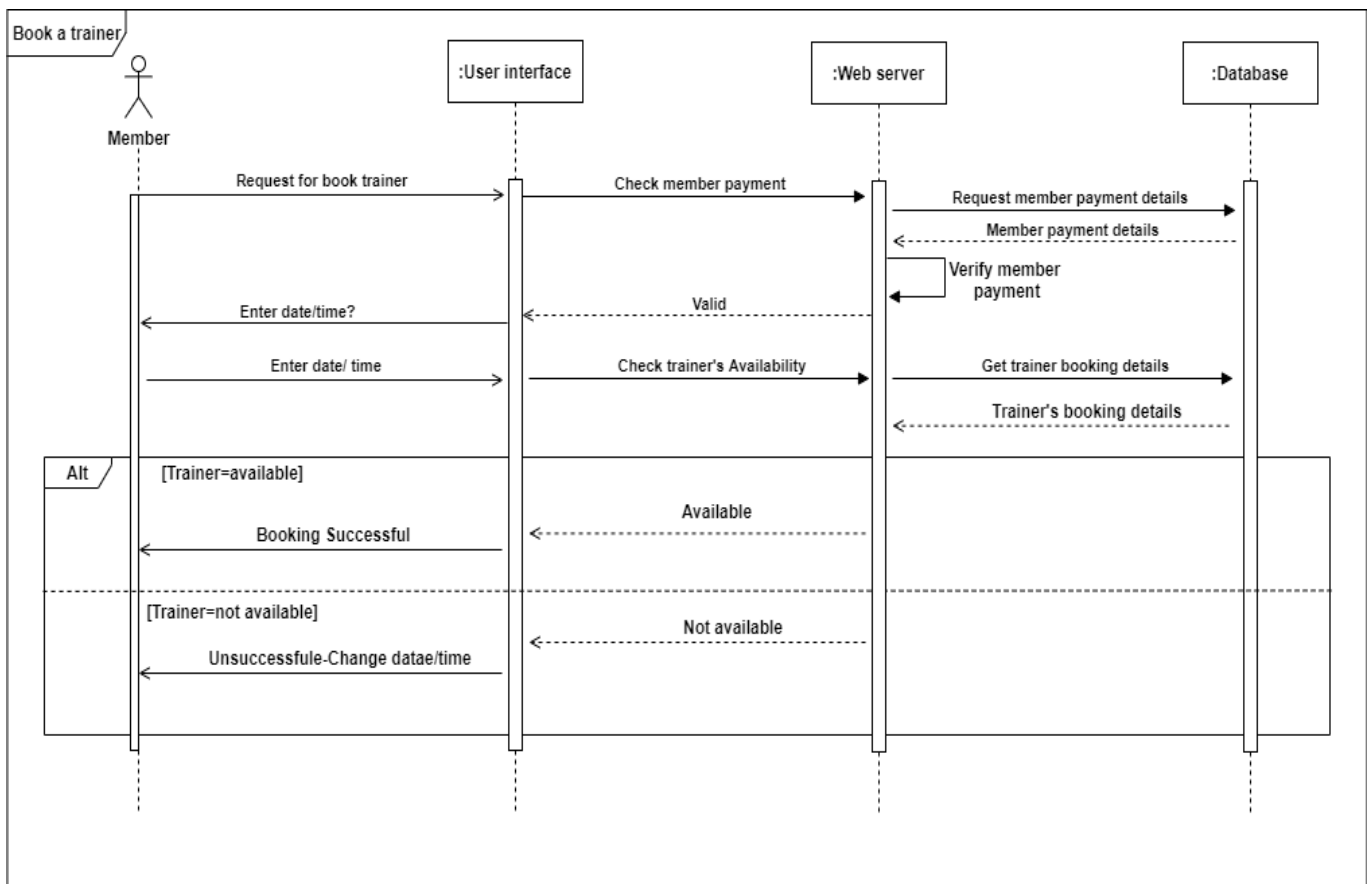 Book a trainer
:User interface
:Web server
:Database
Member
Request for book trainer
Check member payment
Request member payment details
Member payment details
Verify member
payment
Valid
Enter date/time?
Enter date/ time
Check trainer's Availability
Get trainer booking details
Trainer's booking details
Alt
[Trainer=available]
Available
Booking Successful
[Trainer=not available]
Not available
Unsuccessfule-Change datae/time